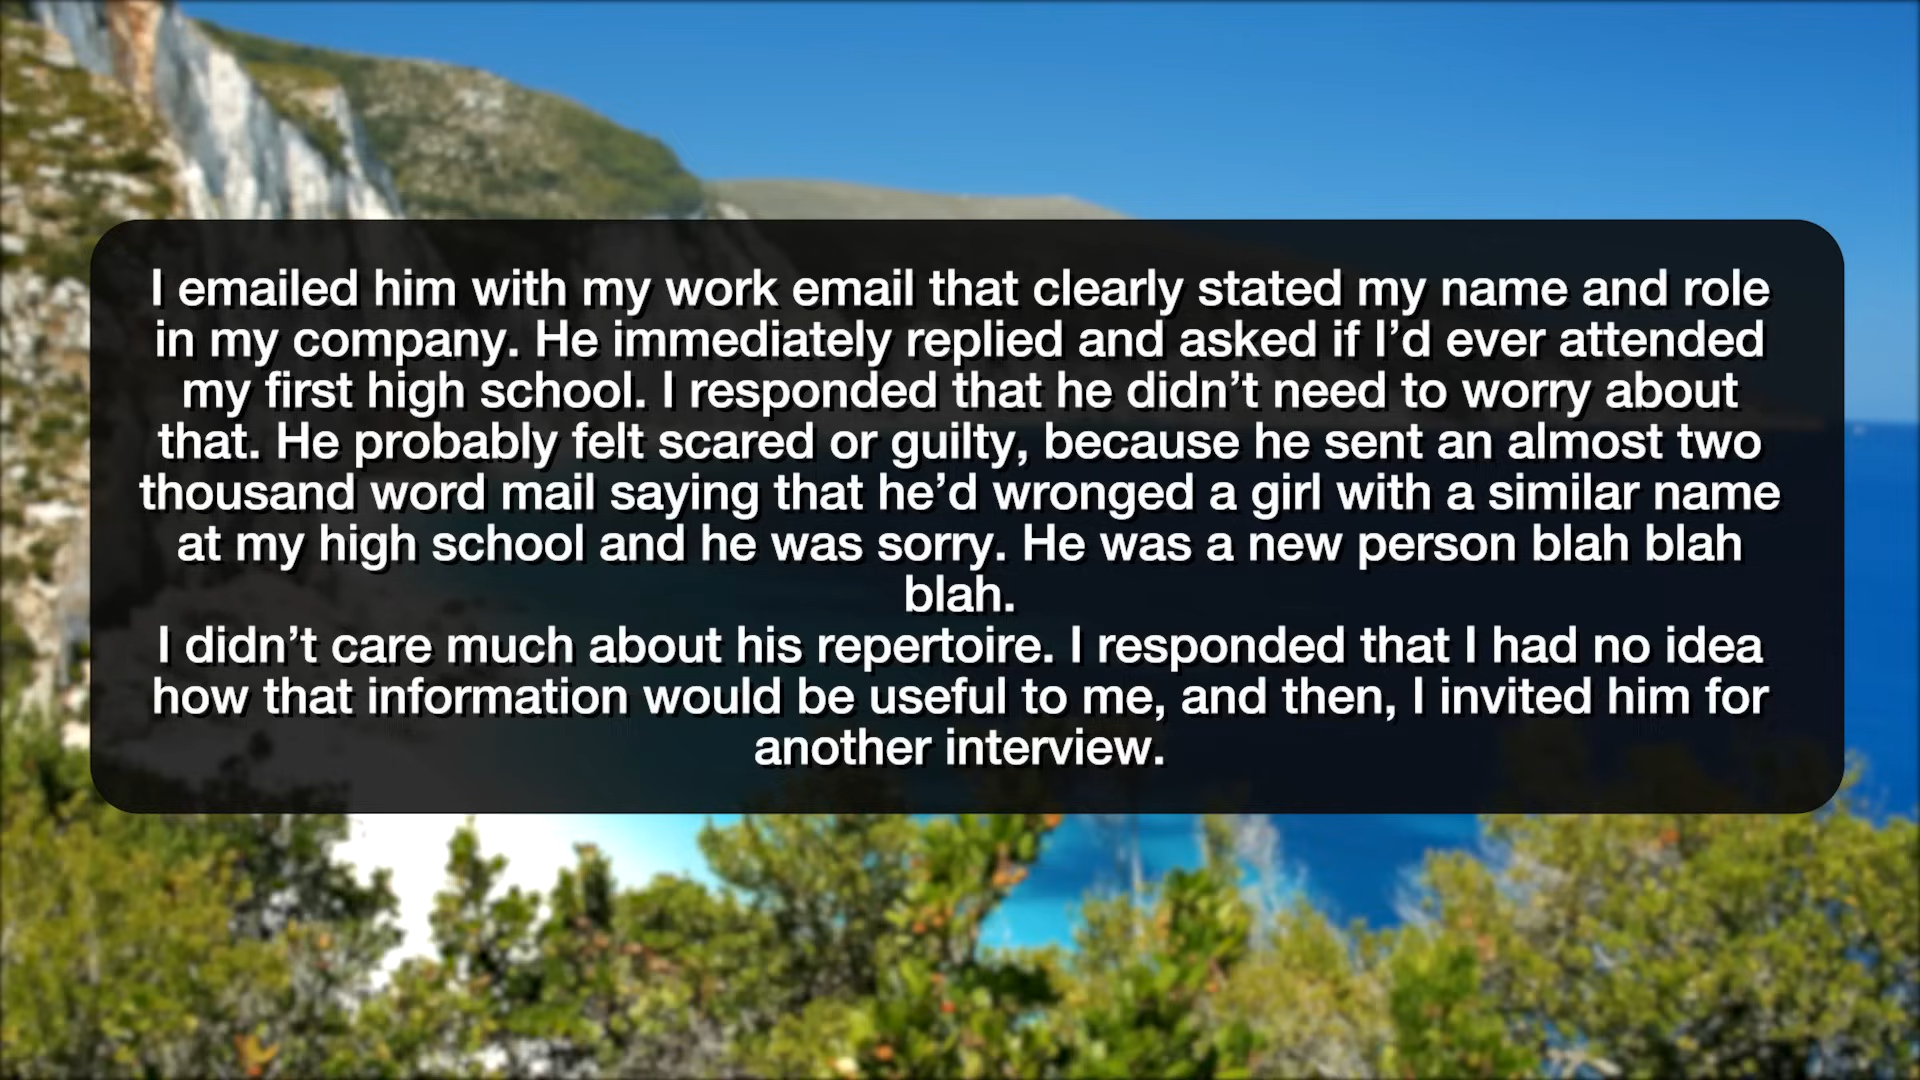 I emailed him with my work email that clearly stated my name and role
in my company. He immediately replied and asked if I’d ever attended
my first high school. I responded that he didn’t need to worry about
that. He probably felt scared or guilty, because he sent an almost two
thousand word mail saying that he’d wronged a girl with a similar name
at my high school and he was sorry. He was a new person blah blah
blah.
I didn’t care much about his repertoire. I responded that I had no idea
how that information would be useful to me, and then, I invited him for
another interview.